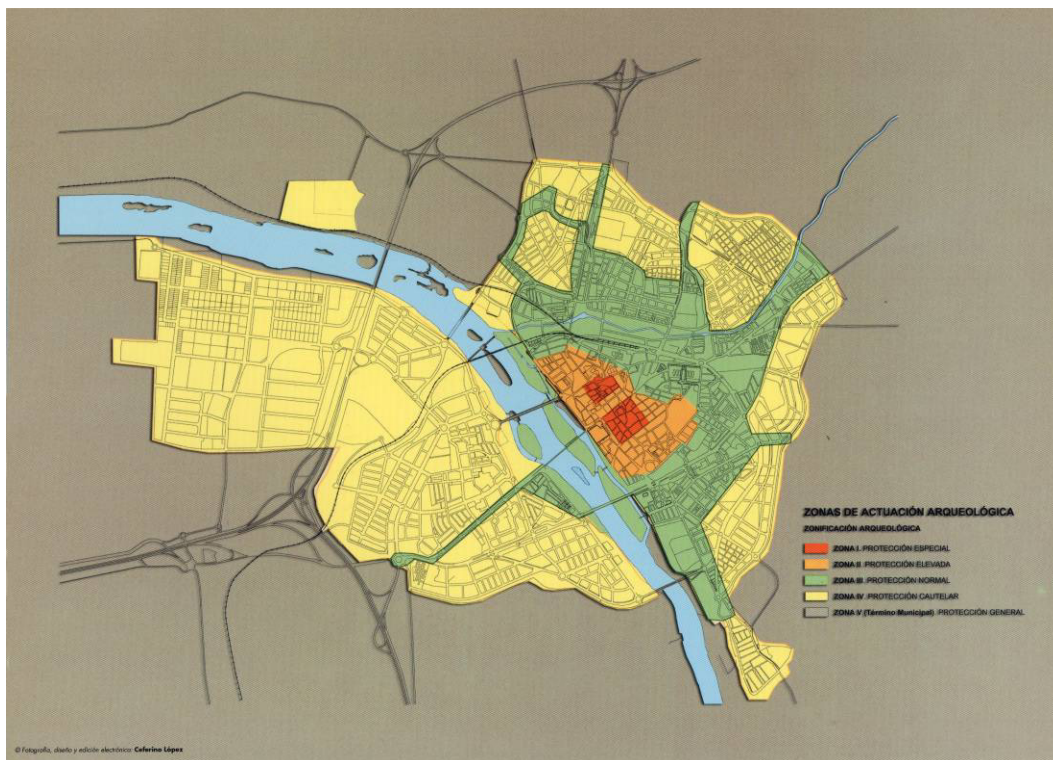 ZONAS DE ACTUACIÓN ARQUEOLÓGICA
ZONIFICACIÓN ARQUEOLÓGICA
ZONA I. PROTECCIÓN ESPECIAL
ZONA II PROTECCIÓN ELEVADA
ZONA III. PROTECCIÓN NORMAL
ZONA IV. PROTECCIÓN CAUTELAR
ZONA V (Término Municipal) PROTECCIÓN GENERAL
© Fotografía, diseño y edición electrónica: Ceferino López